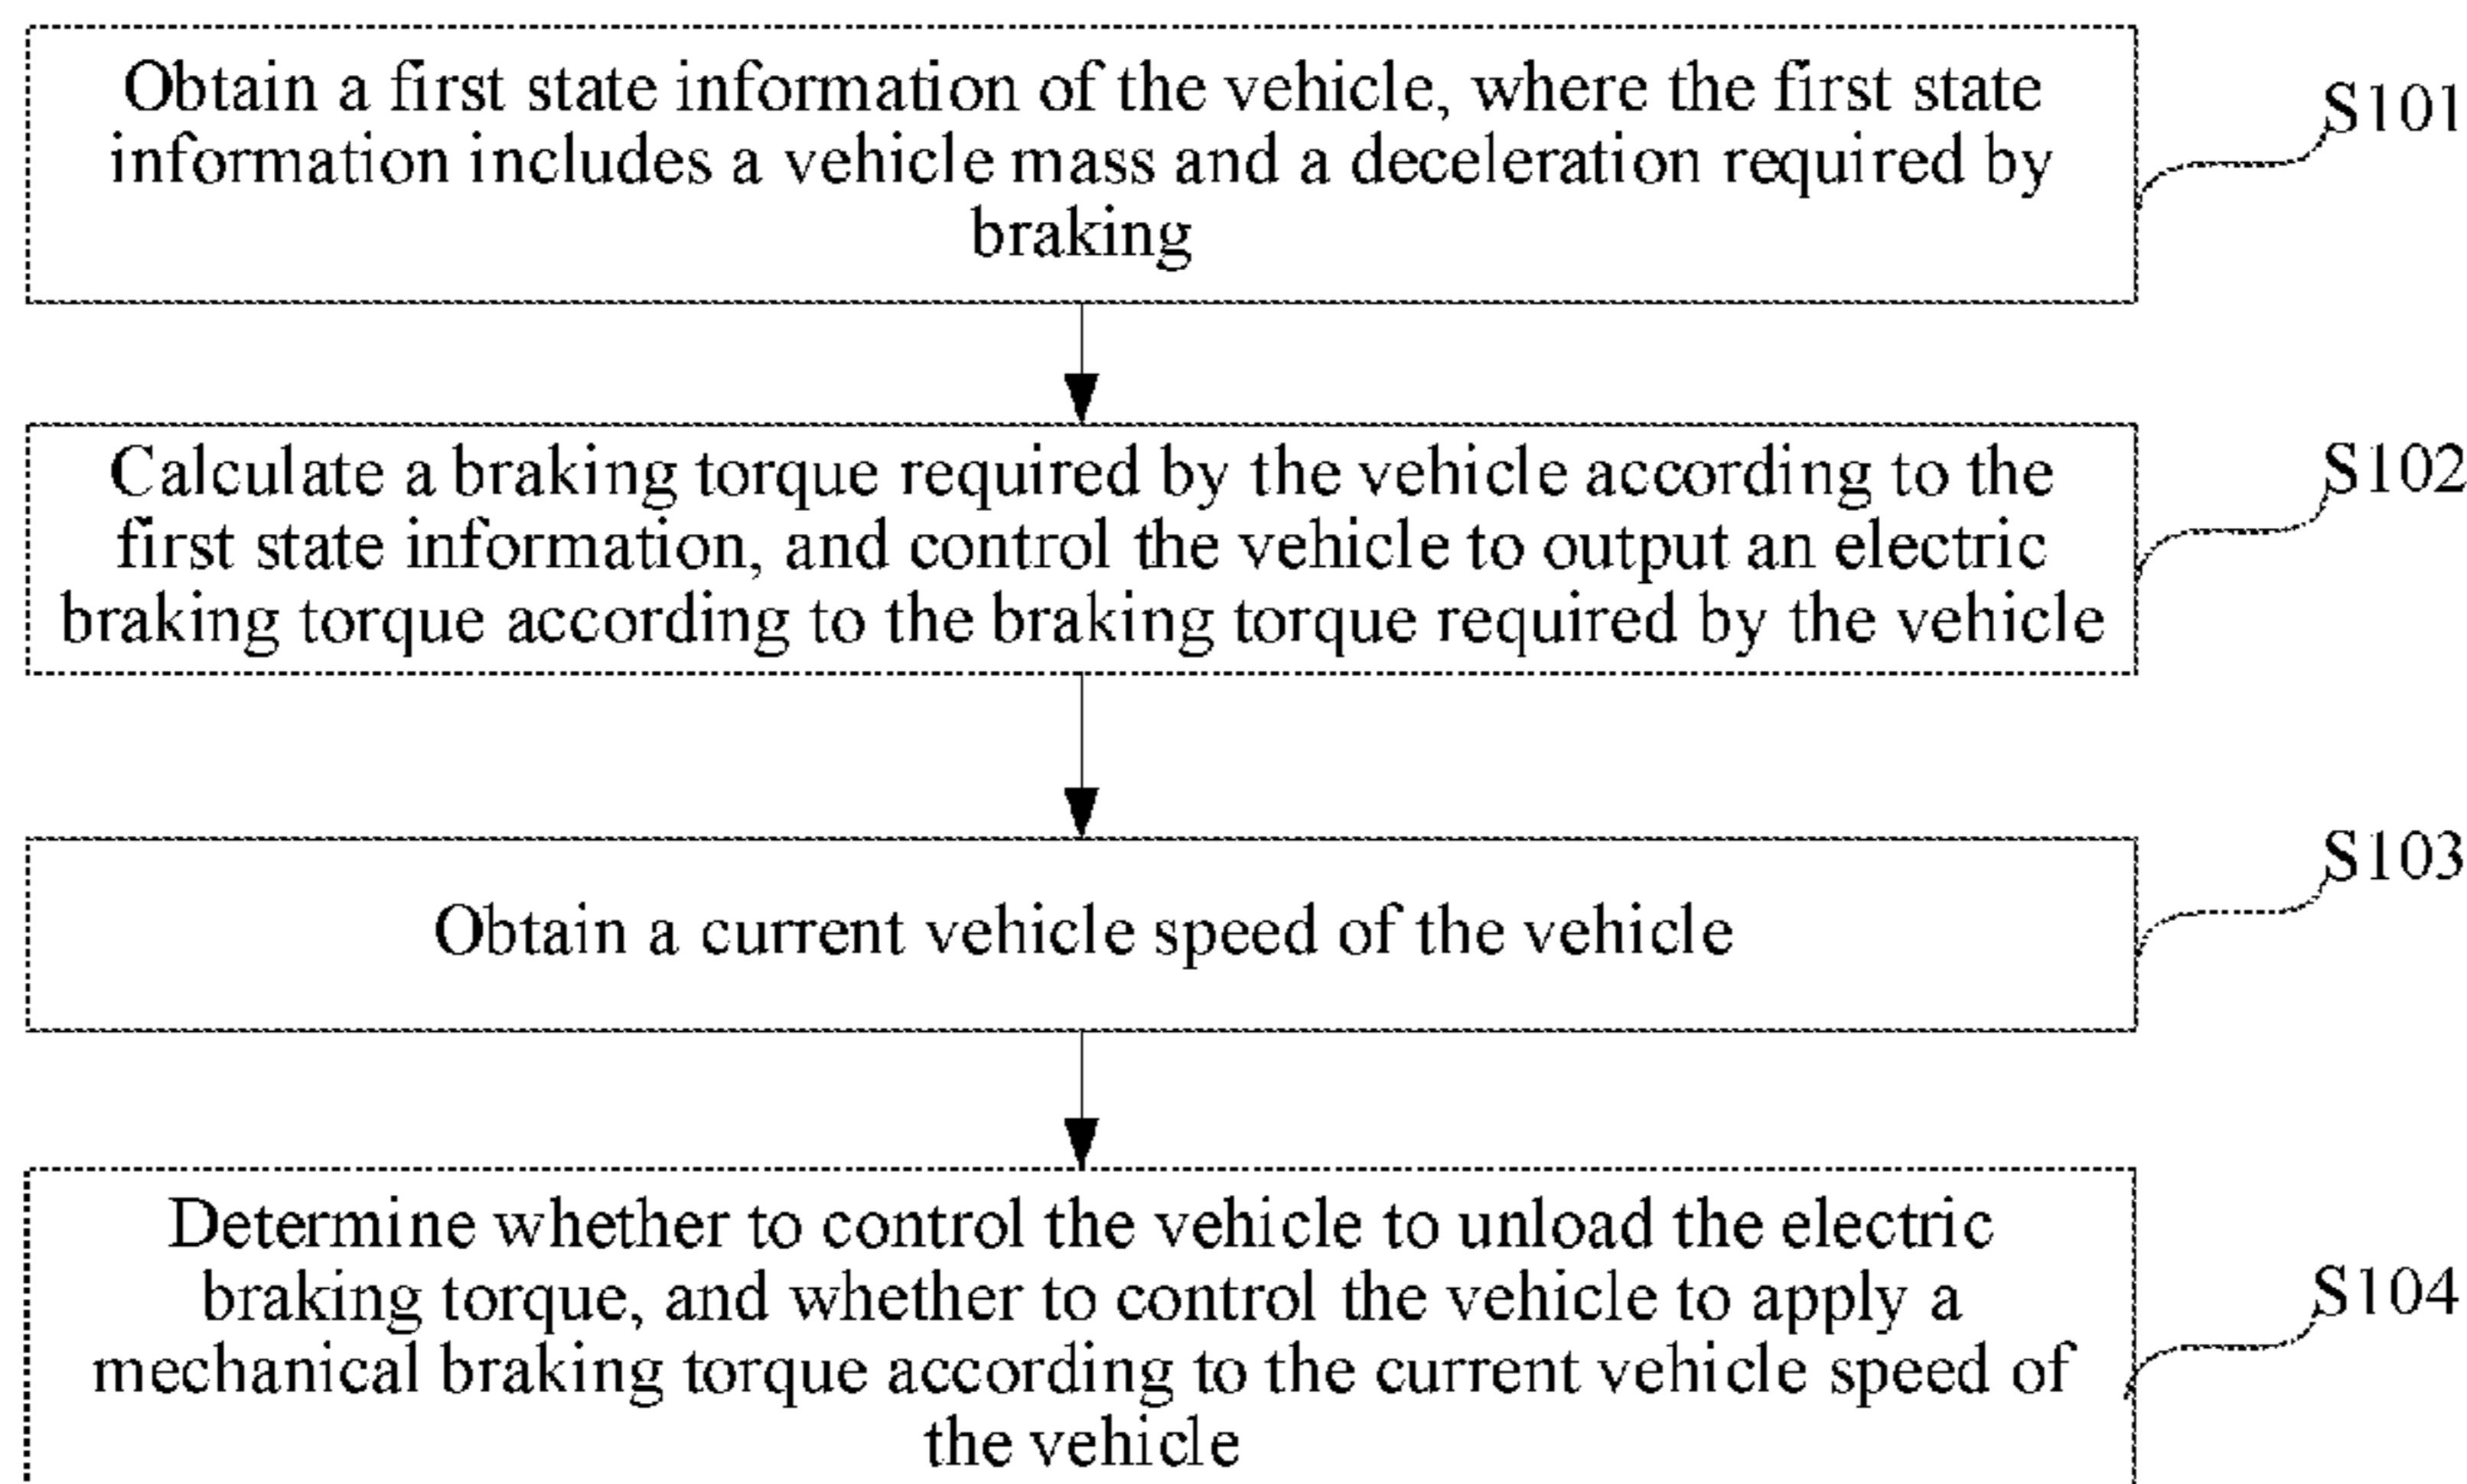 Obtain a first state information of the vehicle, where the first state
information includes a vehicle mass and a deceleration required by
braking
S101
Calculate a braking torque required by the vehicle according to the
first state information, and control the vehicle to output an electric
braking torque according to the braking torque required by the vehicle
S102
Obtain a current vehicle speed of the vehicle
S103
Determine whether to control the vehicle to unload the electric
braking torque, and whether to control the vehicle to apply a
mechanical braking torque according to the current vehicle speed of
the vehicle
S104